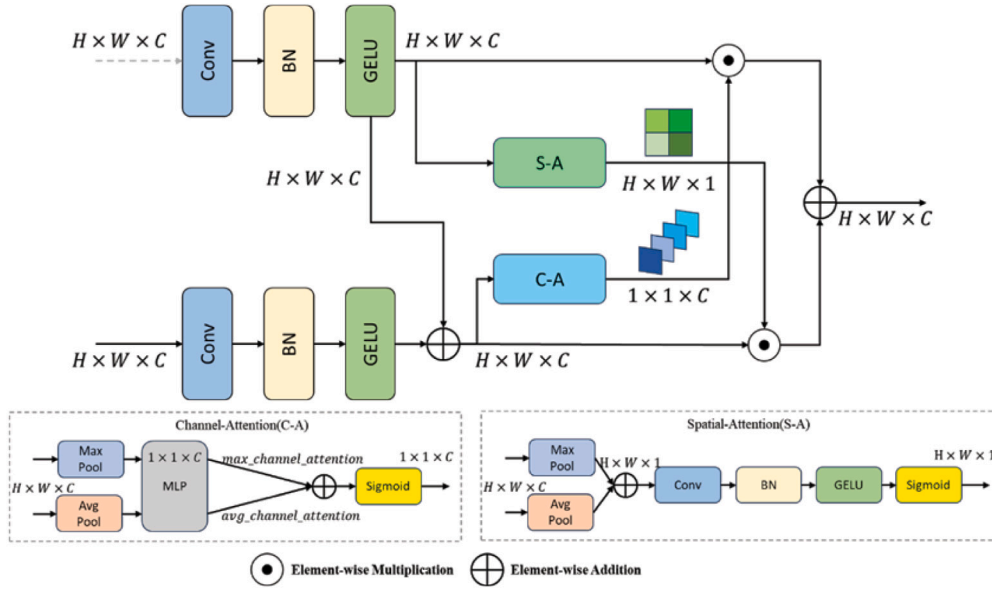 H × W × C
Conv
BN
GELU
H × W × C
S-A
H × W × 1
H × W × C
H × W × C
C-A
1 × 1 × C
H × W × C
Conv
BN
GELU
H × W × C
Channel-Attention(C-A)
Max
Pool
1 × 1 × C
max_channel_attention
1 × 1 × C
H × W × C
MLP
Sigmoid
Avg
Pool
avg_channel_attention
Spatial-Attention(S-A)
Max
Pool
H × W × 1
H × W × 1
H × W × C
Conv
BN
GELU
Sigmoid
Avg
Pool
Element-wise Multiplication
Element-wise Addition